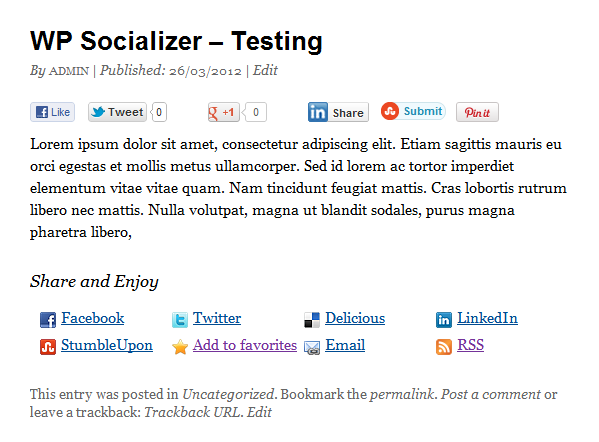 WP Socializer – Testing
By ADMIN | Published: 26/03/2012 | Edit
Like Tweet 0 g +1 0 in Share Submit Pin it
Lorem ipsum dolor sit amet, consectetur adipiscing elit. Etiam sagittis mauris eu
orci egestas et mollis metus ullamcorper. Sed id lorem ac tortor imperdiet
elementum vitae vitae quam. Nam tincidunt feugiat mattis. Cras lobortis rutrum
libero nec mattis. Nulla volutpat, magna ut blandit sodales, purus magna
pharetra libero,
Share and Enjoy
Facebook Twitter Delicious LinkedIn
StumbleUpon Add to favorites Email RSS
This entry was posted in Uncategorized. Bookmark the permalink. Post a comment or
leave a trackback: Trackback URL. Edit